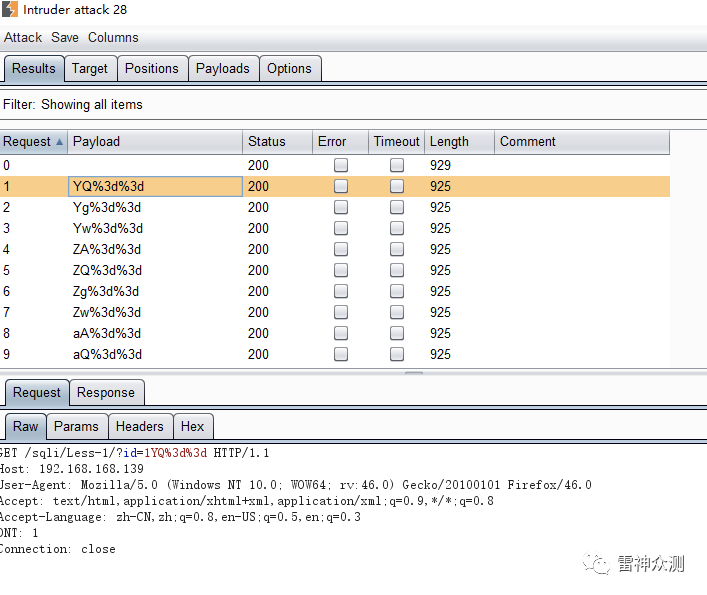 Intruder attack 28
Attack Save Columns
Results Target Positions Payloads Options
Filter: Showing all items
Request Payload Status Error Timeout Length Comment
0 200 929
1 YQ%3d%3d 200 925
2 Yg%3d%3d 200 925
3 Yw%3d%3d 200 925
4 ZA%3d%3d 200 925
5 ZQ%3d%3d 200 925
6 Zg%3d%3d 200 925
7 Zw%3d%3d 200 925
8 aA%3d%3d 200 925
9 aQ%3d%3d 200 925
Request Response
Raw Params Headers Hex
GET /sqli/Less-1/?id=1YQ%3d%3d HTTP/1.1
Host: 192.168.168.139
User-Agent: Mozilla/5.0 (Windows NT 10.0; WOW64; rv:46.0) Gecko/20100101 Firefox/46.0
Accept: text/html,application/xhtml+xml,application/xml;q=0.9,*/*;q=0.8
Accept-Language: zh-CN,zh;q=0.8,en-US;q=0.5,en;q=0.3
DNT: 1
Connection: close
雷神众测